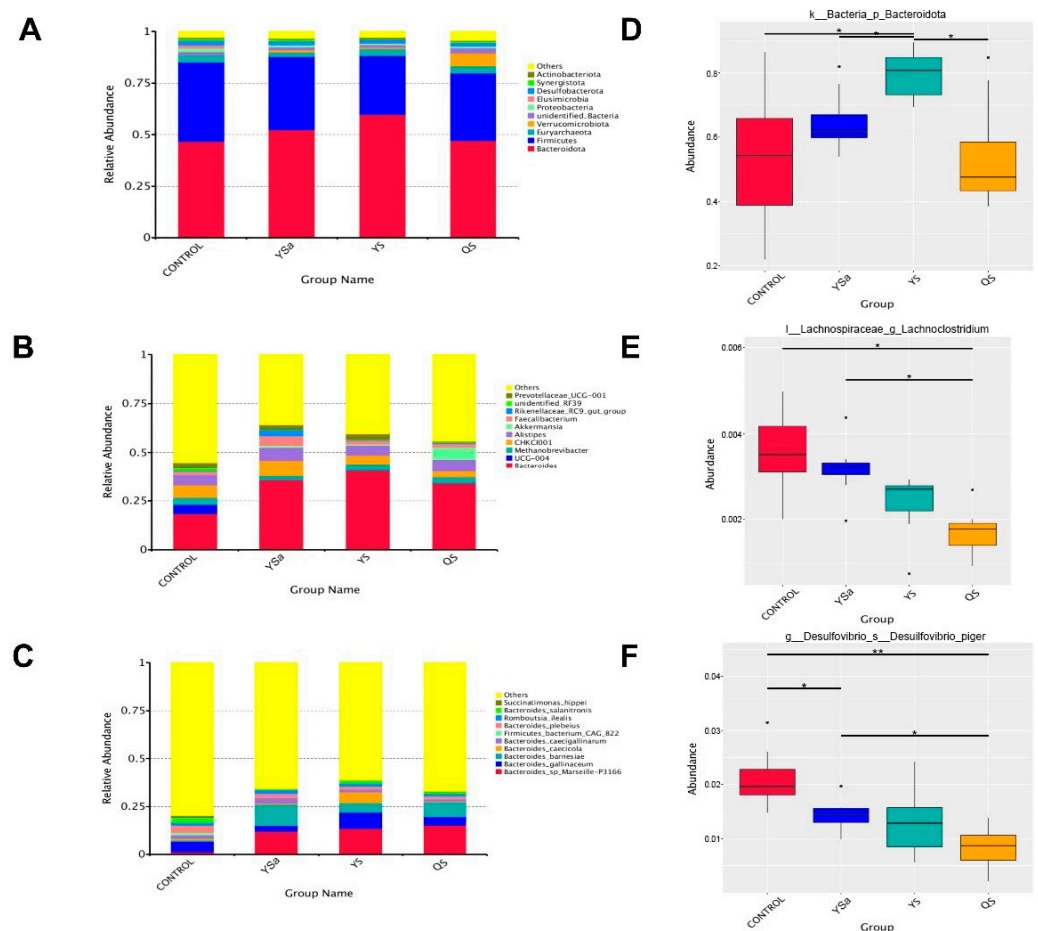 A
Relative Abundance
1
0.75
0.5
0.25
0
CONTROL
YSa
YS
QS
Group Name
Others
Actinobacteriota
Synergistota
Desulfobacterota
Elusimicrobia
Proteobacteria
unidentified_Bacteria
Verrucomicrobiota
Euryarchaeota
Firmicutes
Bacteroidota
D
k__Bacteria_p_Bacteroidota
Abundance
0.8
0.6
0.4
0.2
*
*
*
CONTROL
YSa
YS
QS
Group
B
Relative Abundance
1
0.75
0.5
0.25
0
CONTROL
YSa
YS
QS
Group Name
Others
Prevotellaceae_UCG-001
unidentified_RF39
Rikenellaceae_RC9_gut_group
Faecalibacterium
Akkermansia
Alistipes
CHKCI001
Methanobrevibacter
UCG-004
Bacteroides
E
l__Lachnospiraceae_g_Lachnoclostridium
Aburdance
0.006
0.004
0.002
*
*
CONTROL
YSa
YS
QS
Group
C
Relative Abundance
1
0.75
0.5
0.25
0
CONTROL
YSa
YS
QS
Group Name
Others
Succinatimonas_hippei
Bacteroides_salanitronis
Romboutsia_ilealis
Bacteroides_plebeius
Firmicutes_bacterium_CAG_822
Bacteroides_caecigallinarum
Bacteroides_caecicola
Bacteroides_barnesiae
Bacteroides_gallinaceum
Bacteroides_sp_Marseille-P3166
F
g__Desulfovibrio_s__Desuilfovibrio_piger
Abundance
0.04
0.03
0.02
0.01
**
*
*
CONTROL
YSa
YS
QS
Group